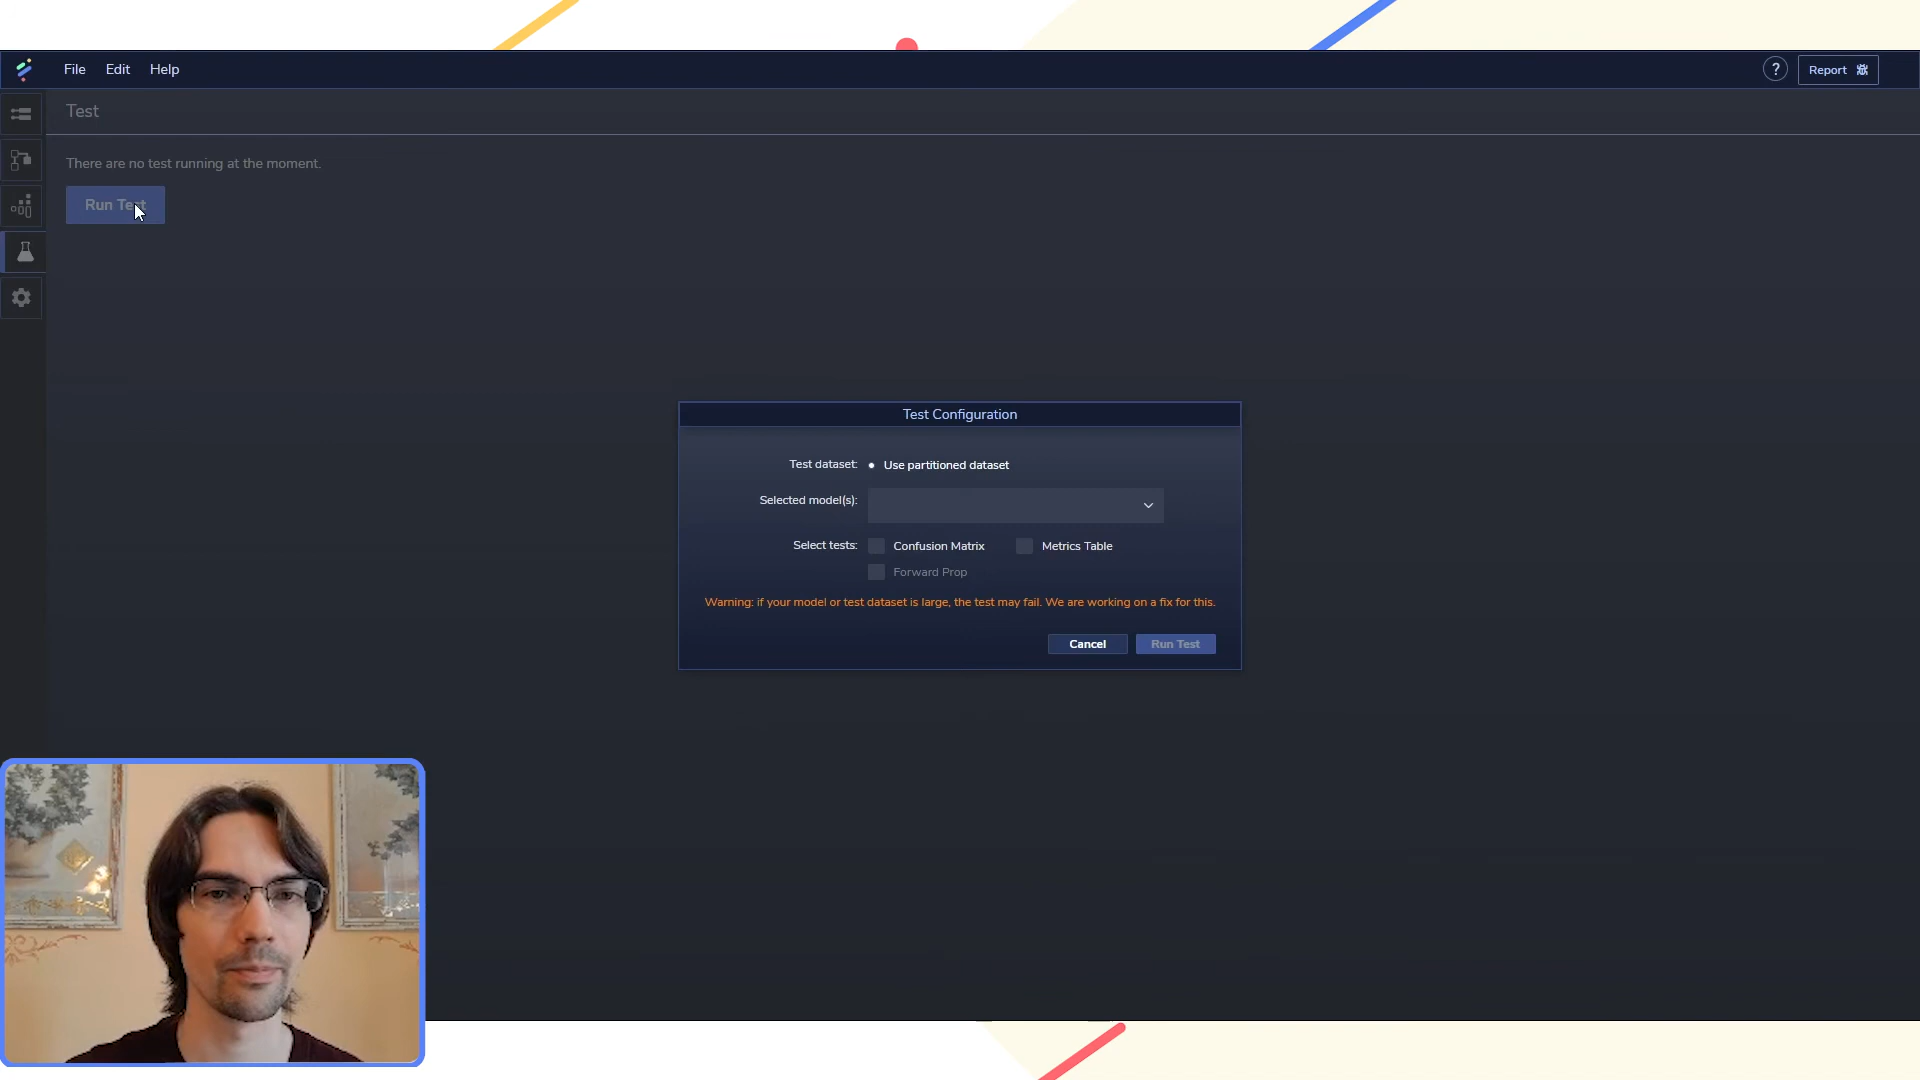 File Edit Help
? Report
Test
There are no test running at the moment.
Run Test
Test Configuration
Test dataset: Use partitioned dataset
Selected model(s):
Select tests: Confusion Matrix Metrics Table
Forward Prop
Warning: if your model or test dataset is large, the test may fail. We are working on a fix for this.
Cancel Run Test